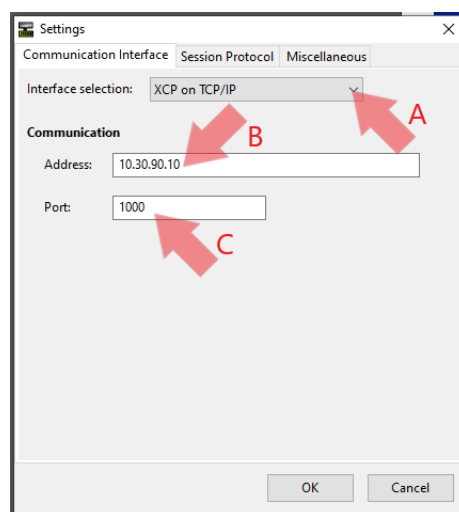 Settings
Communication Interface Session Protocol Miscellaneous
Interface selection: XCP on TCP/IP
A
B
Communication
Address: 10.30.90.10
Port: 1000
C
OK Cancel